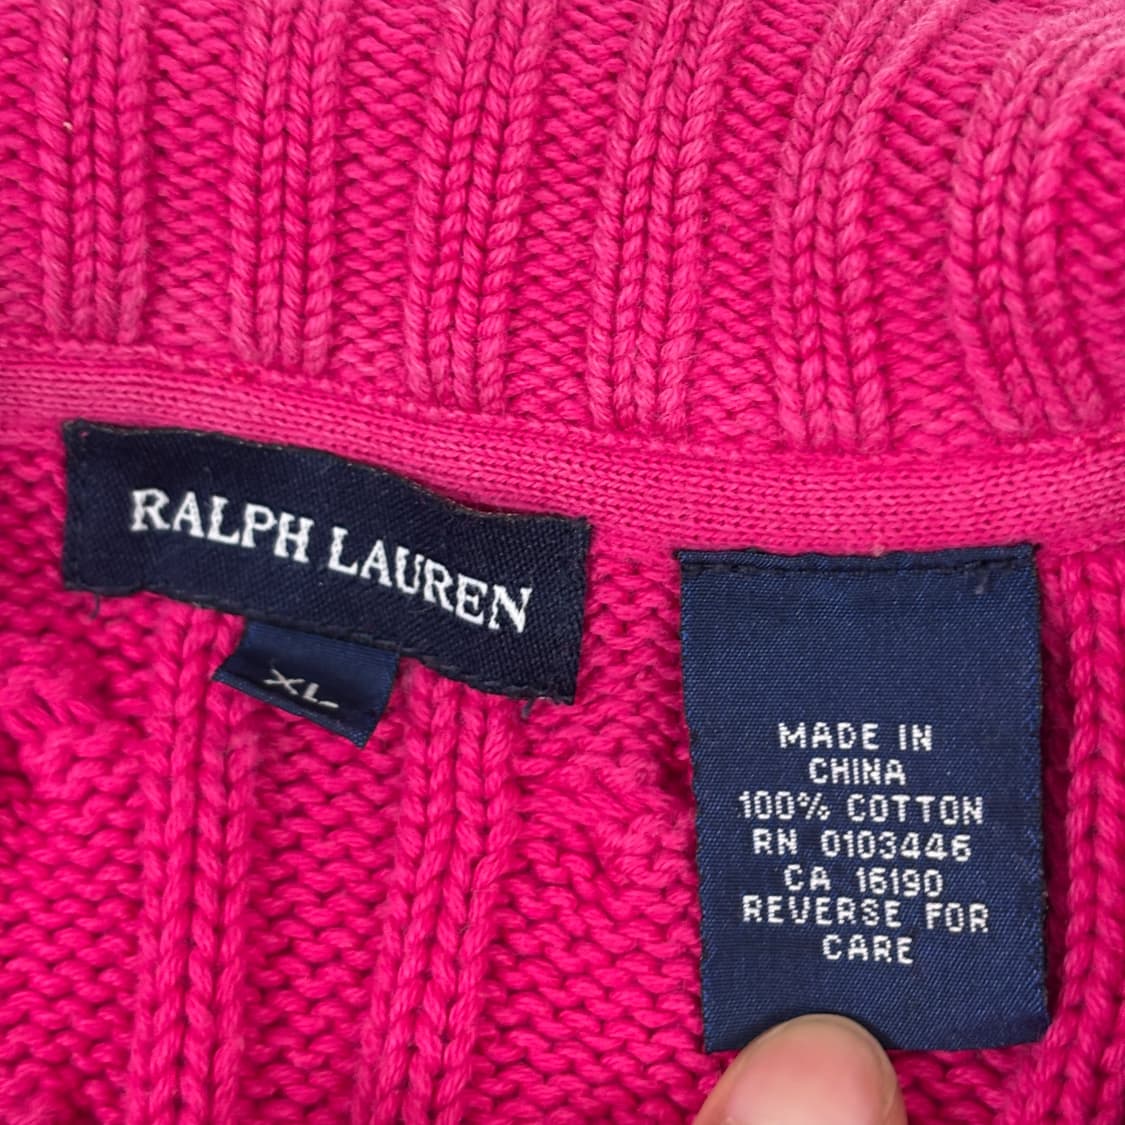 RALPH LAUREN
XL
MADE IN
CHINA
100% COTTON
RN 0103446
CA 16190
REVERSE FOR
CARE